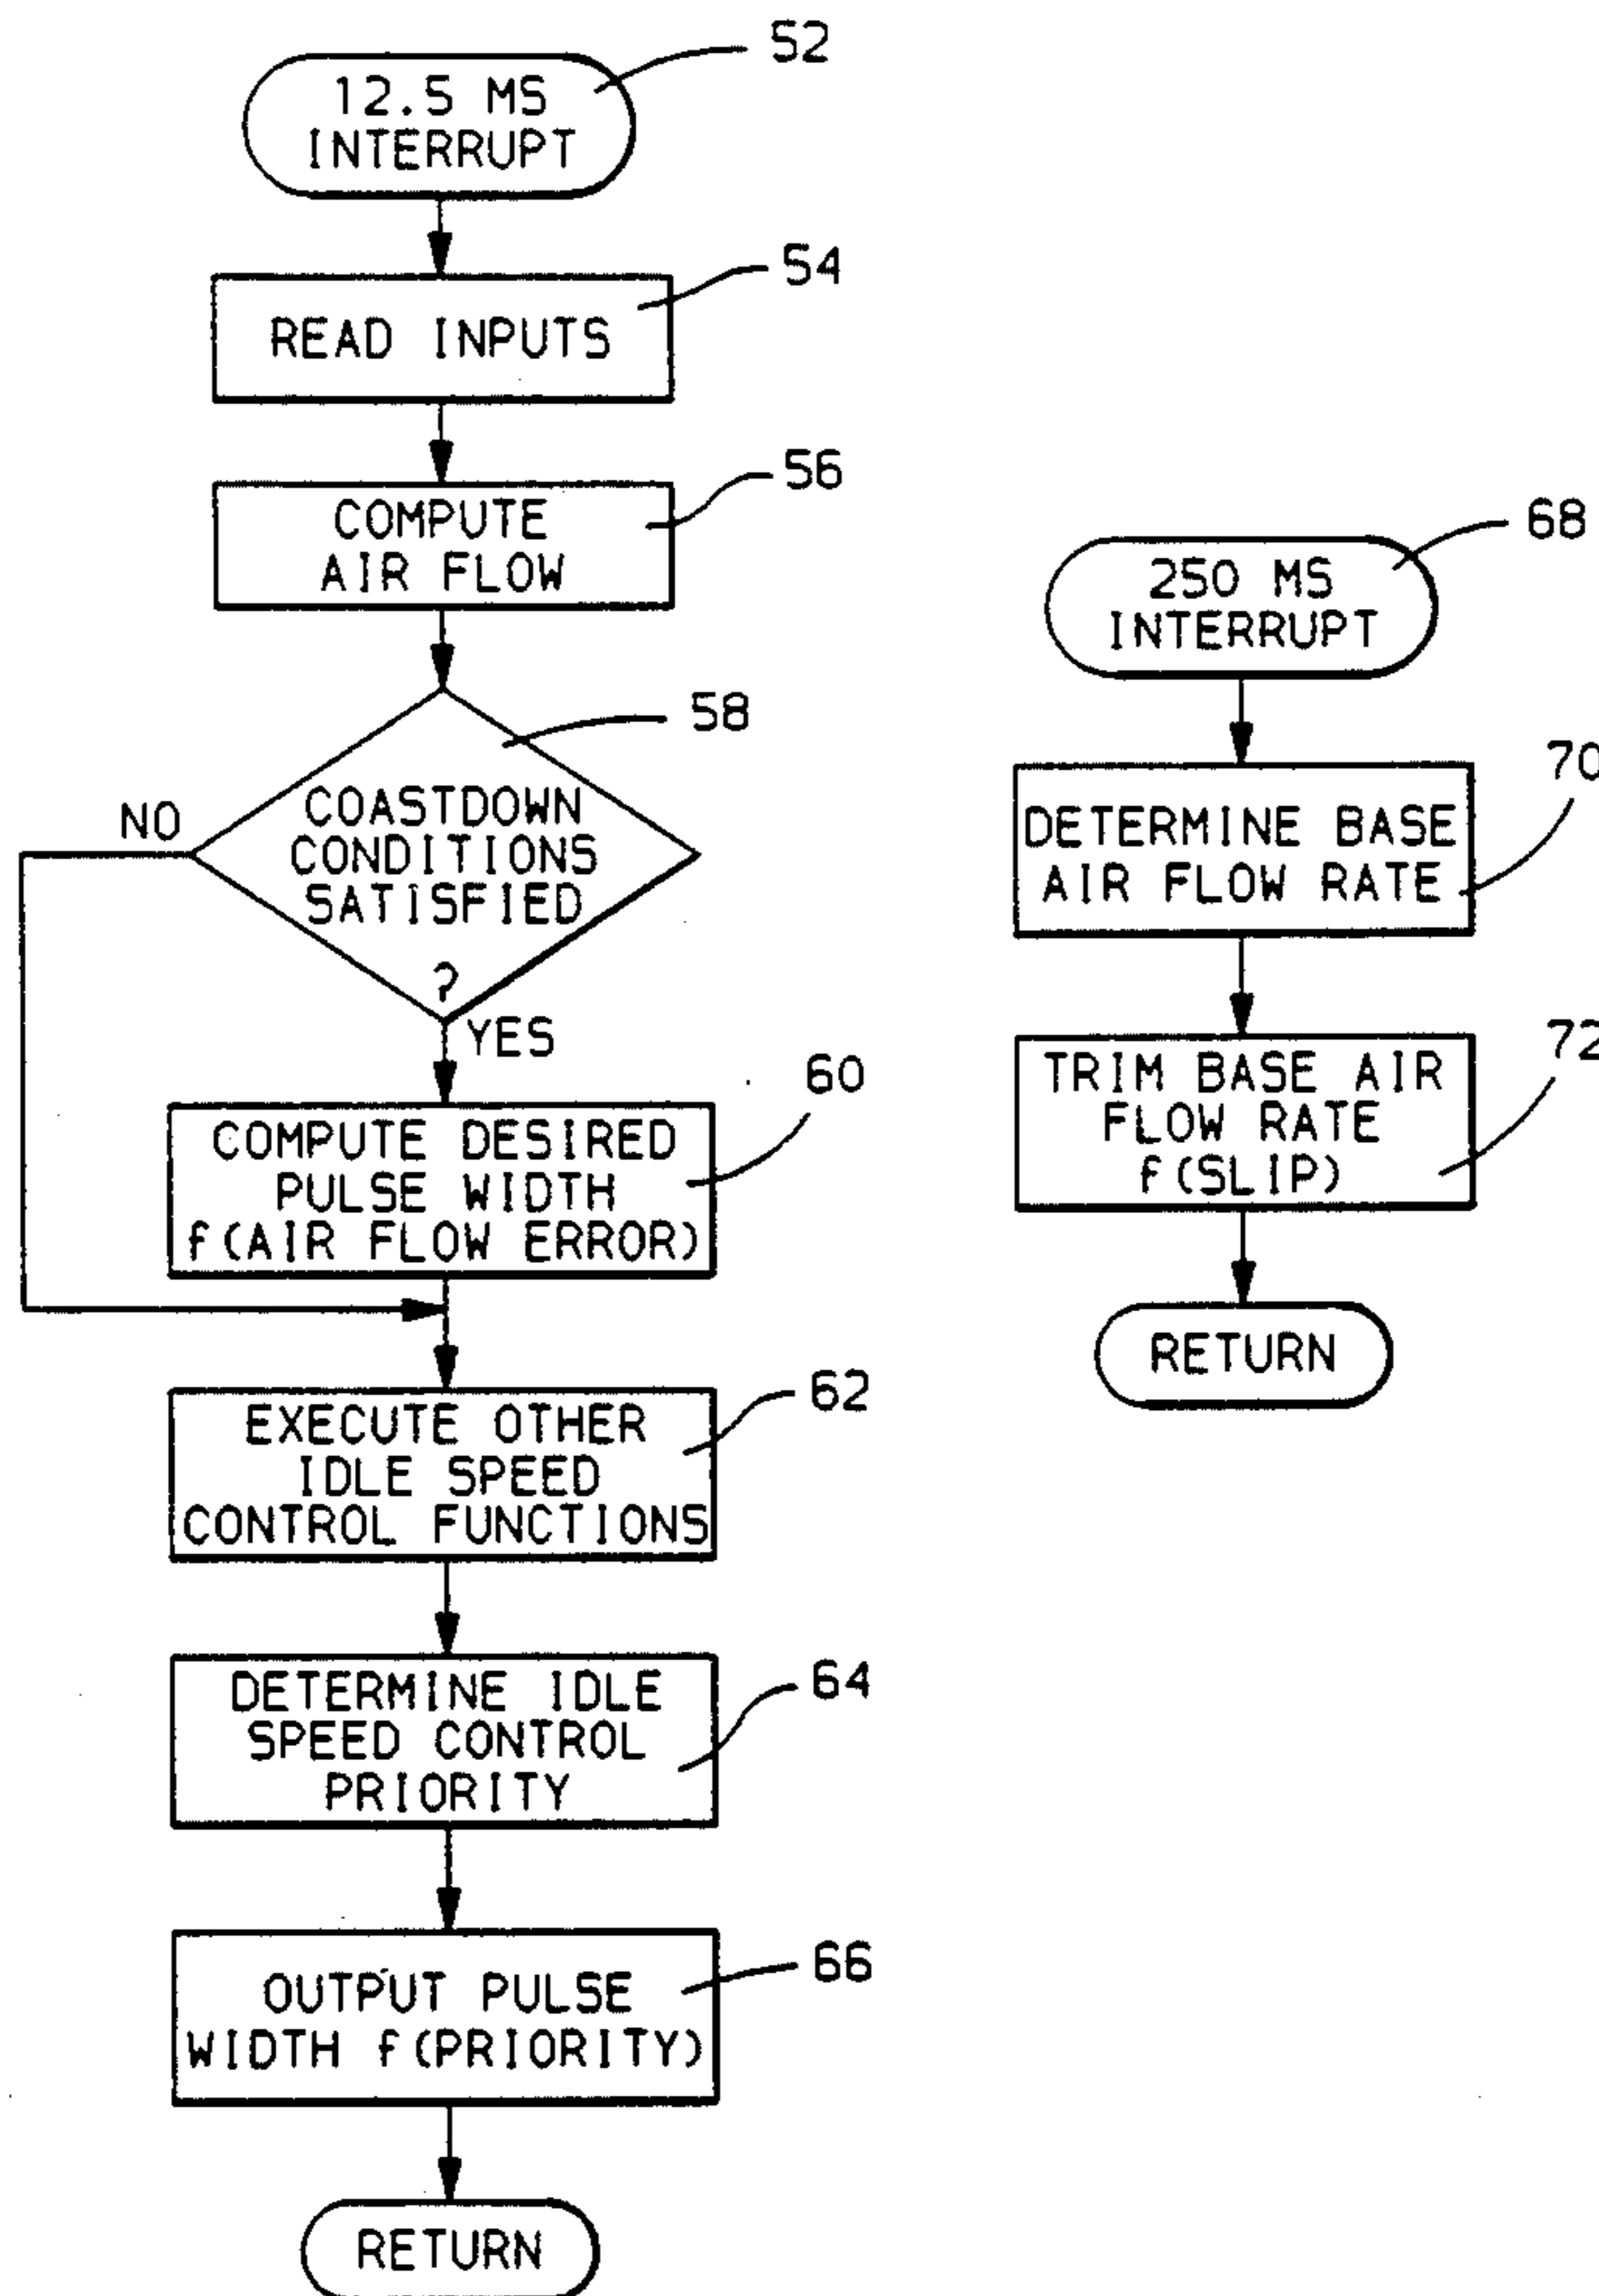 52
12.5 MS
INTERRUPT
54
READ INPUTS
56
COMPUTE
AIR FLOW
58
COASTDOWN
CONDITIONS
SATISFIED
?
NO
YES
60
COMPUTE DESIRED
PULSE WIDTH
f(AIR FLOW ERROR)
62
EXECUTE OTHER
IDLE SPEED
CONTROL FUNCTIONS
64
DETERMINE IDLE
SPEED CONTROL
PRIORITY
66
OUTPUT PULSE
WIDTH f(PRIORITY)
RETURN
68
250 MS
INTERRUPT
70
DETERMINE BASE
AIR FLOW RATE
72
TRIM BASE AIR
FLOW RATE
f(SLIP)
RETURN